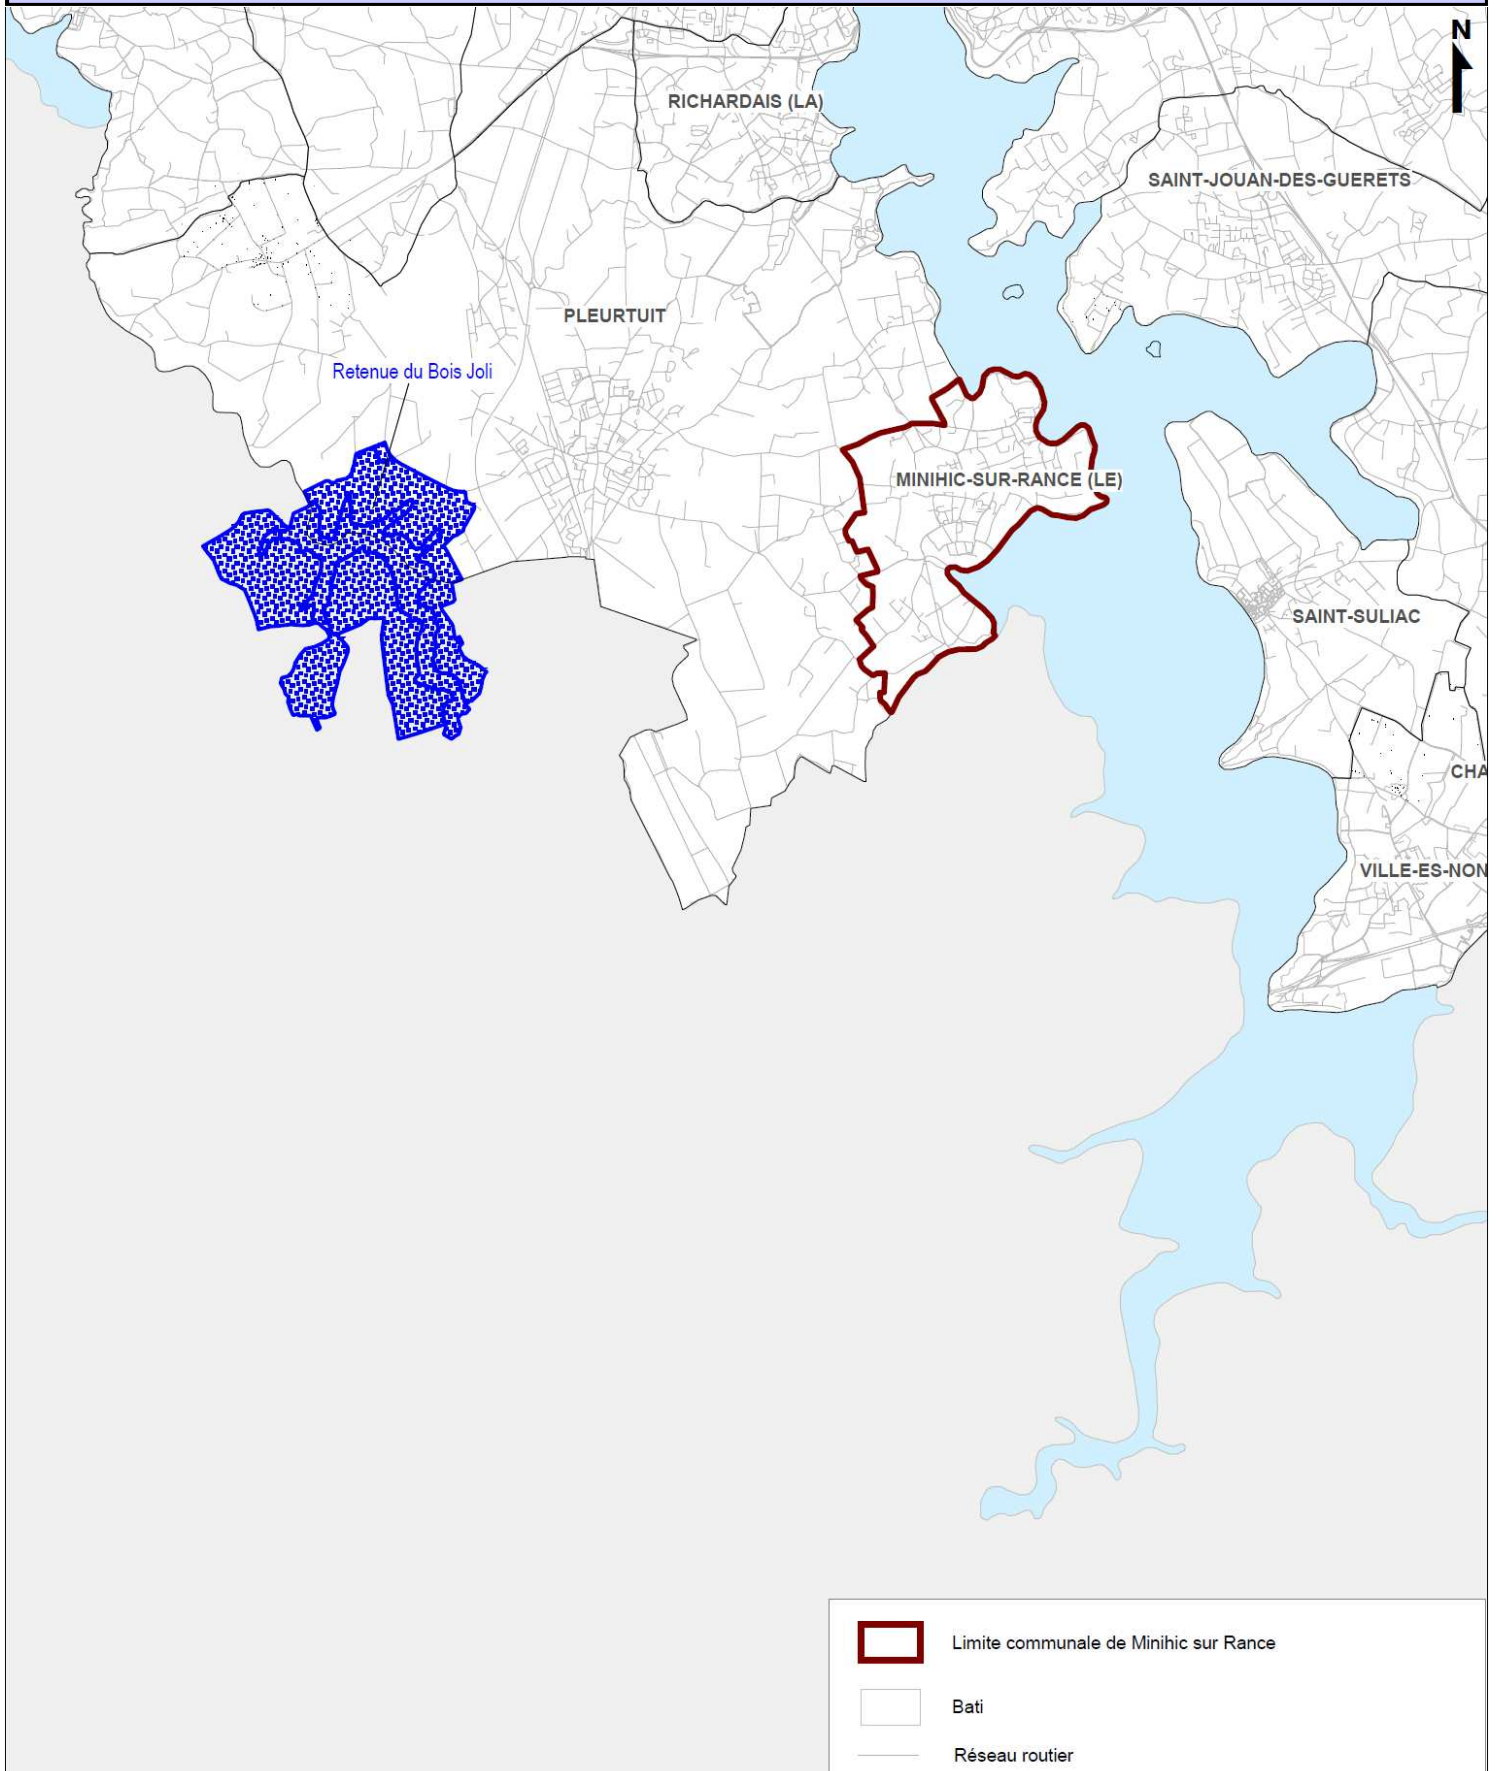 N
RICHARDAIS (LA)
SAINT-JOUAN-DES-GUERETS
PLEURTUIT
Retenue du Bois Joli
MINIHIC-SUR-RANCE (LE)
SAINT-SULIAC
CHA
VILLE-ES-NON
Limite communale de Minihic sur Rance
Bati
Réseau routier